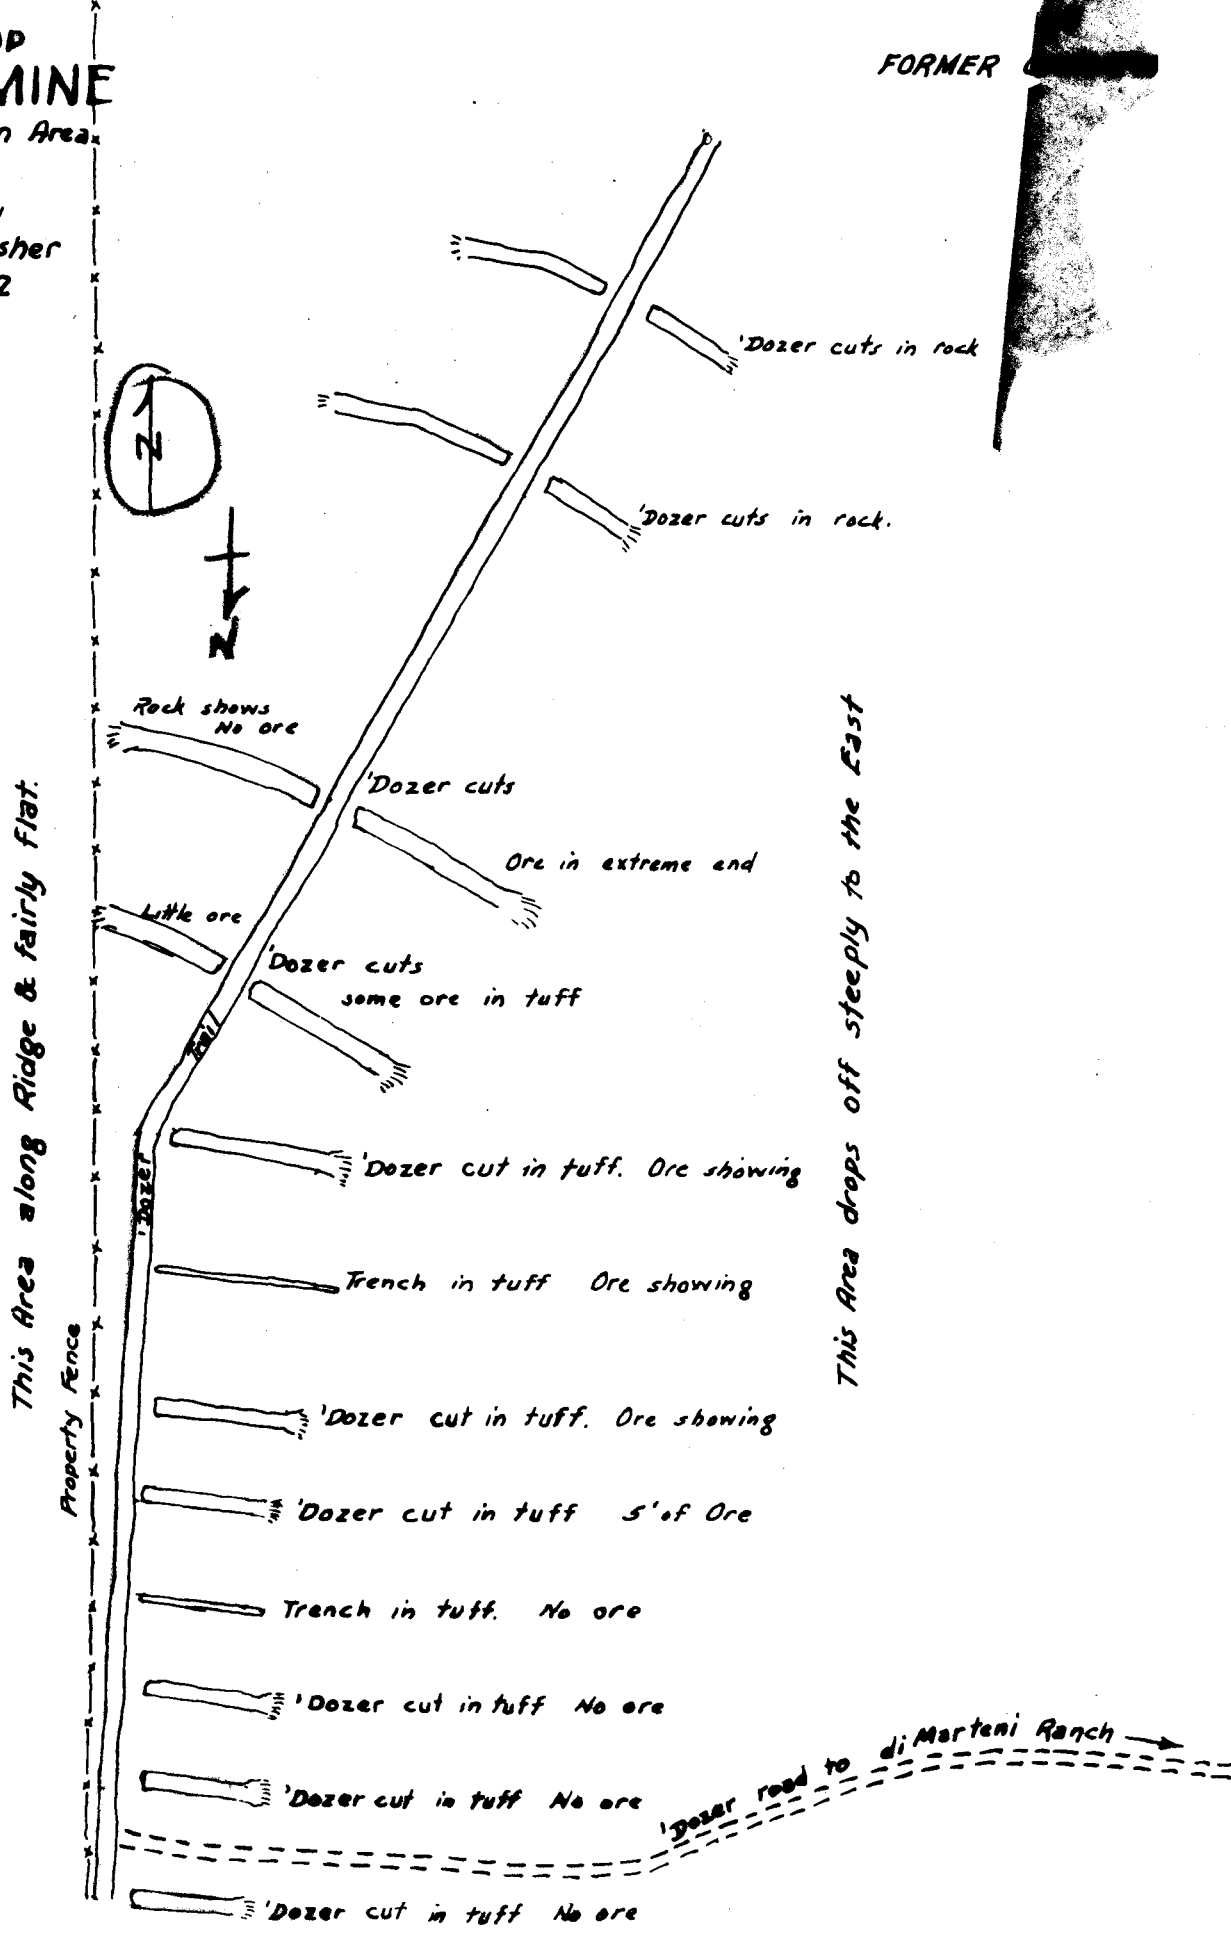 MINE
Area
FORMER
'Dozer cuts in rock
N
'Dozer cuts in rock.
N
Rock shows
No ore
'Dozer cuts
Ore in extreme end
Little ore
'Dozer cuts
some ore in tuff
Trail
'Dozer
'Dozer cut in tuff. Ore showing
Trench in tuff Ore showing
'Dozer cut in tuff. Ore showing
'Dozer cut in tuff 5' of Ore
Trench in tuff. No ore
'Dozer cut in tuff No ore
'Dozer cut in tuff No ore
'Dozer road to di Marteni Ranch
'Dozer cut in tuff No ore
This Area along Ridge & fairly flat.
Property Fence
This Area drops off steeply to the East